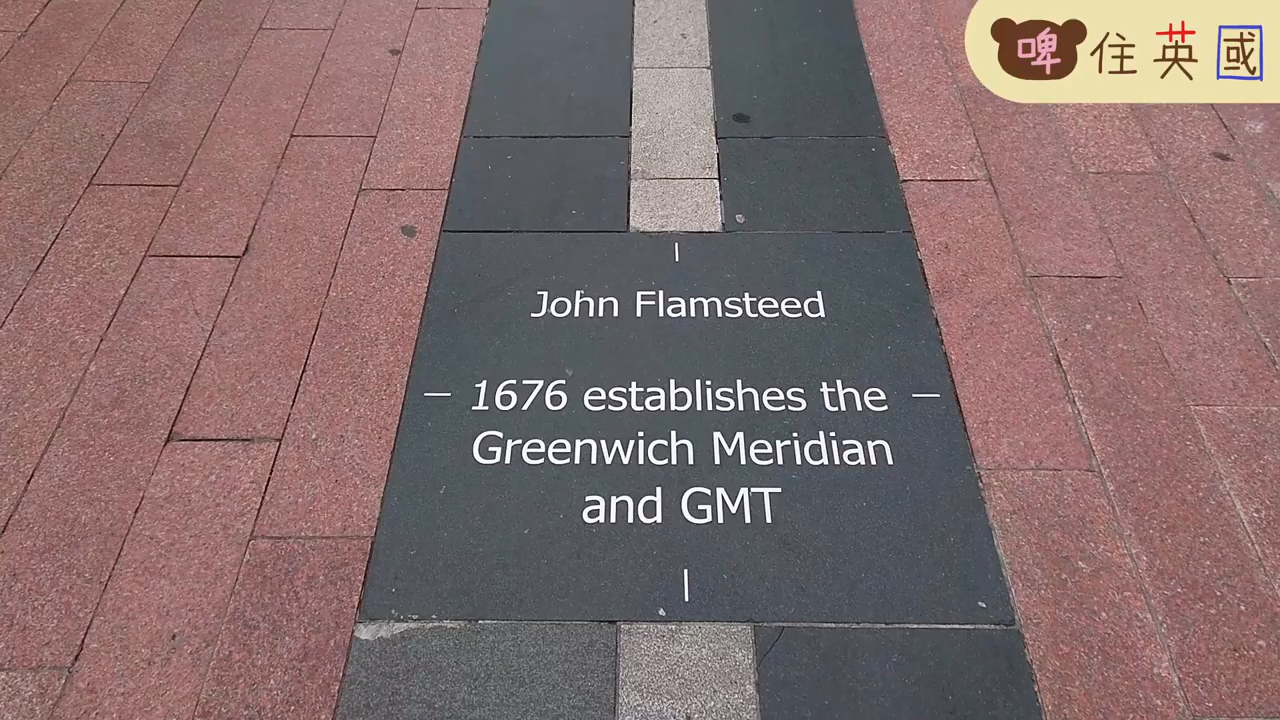 啤住英國
John Flamsteed
1676 establishes the
Greenwich Meridian
and GMT